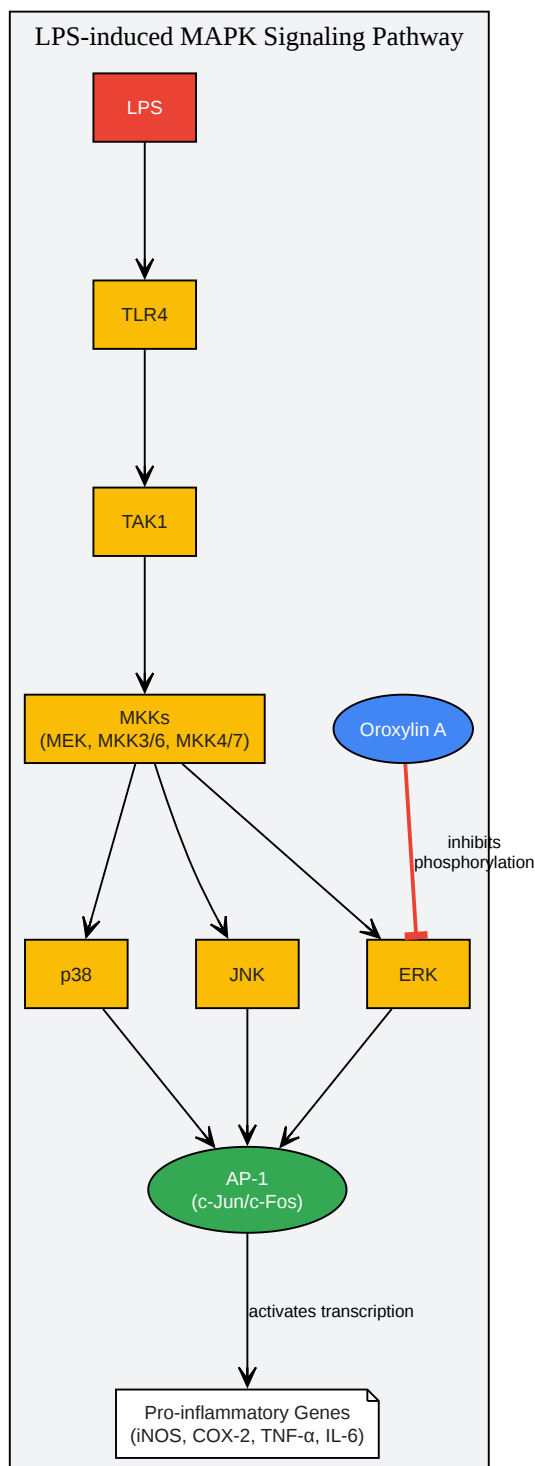 LPS-induced MAPK Signaling Pathway
LPS
TLR4
TAK1
MKKs
(MEK, MKK3/6, MKK4/7)
Oroxylin A
inhibits
phosphorylation
p38
JNK
ERK
AP-1
(c-Jun/c-Fos)
activates transcription
Pro-inflammatory Genes
(iNOS, COX-2, TNF-α, IL-6)